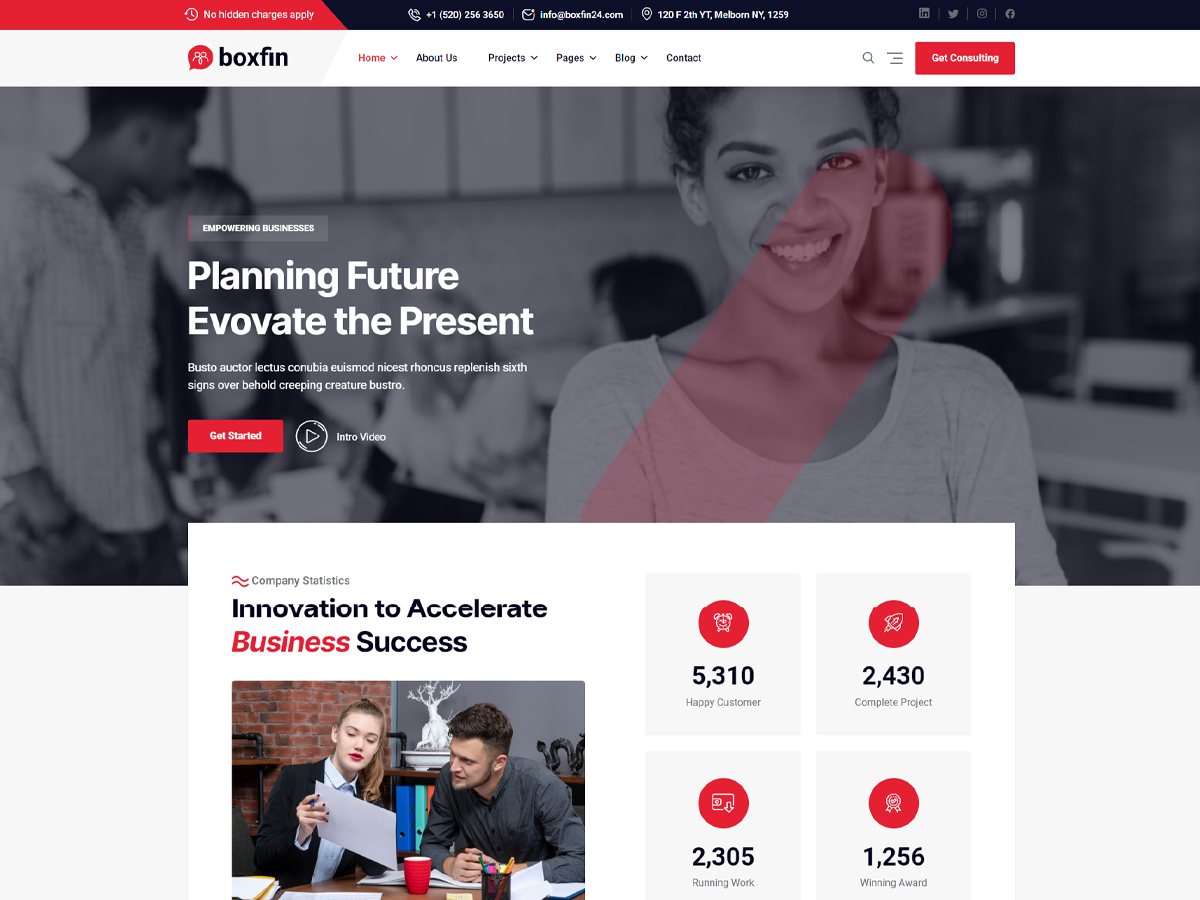 No hidden charges apply
+1 (520) 256 3650
info@boxfin24.com
120 F 2th YT, Melborn NY, 1259
boxfin
Home
About Us
Projects
Pages
Blog
Contact
Get Consulting
EMPOWERING BUSINESSES
Planning Future
Evovate the Present
Busto auctor lectus conubia euismod nicest rhoncus replenish sixth
signs over behold creeping creature bustro.
Get Started
Intro Video
Company Statistics
Innovation to Accelerate
Business Success
5,310
Happy Customer
2,430
Complete Project
2,305
Running Work
1,256
Winning Award